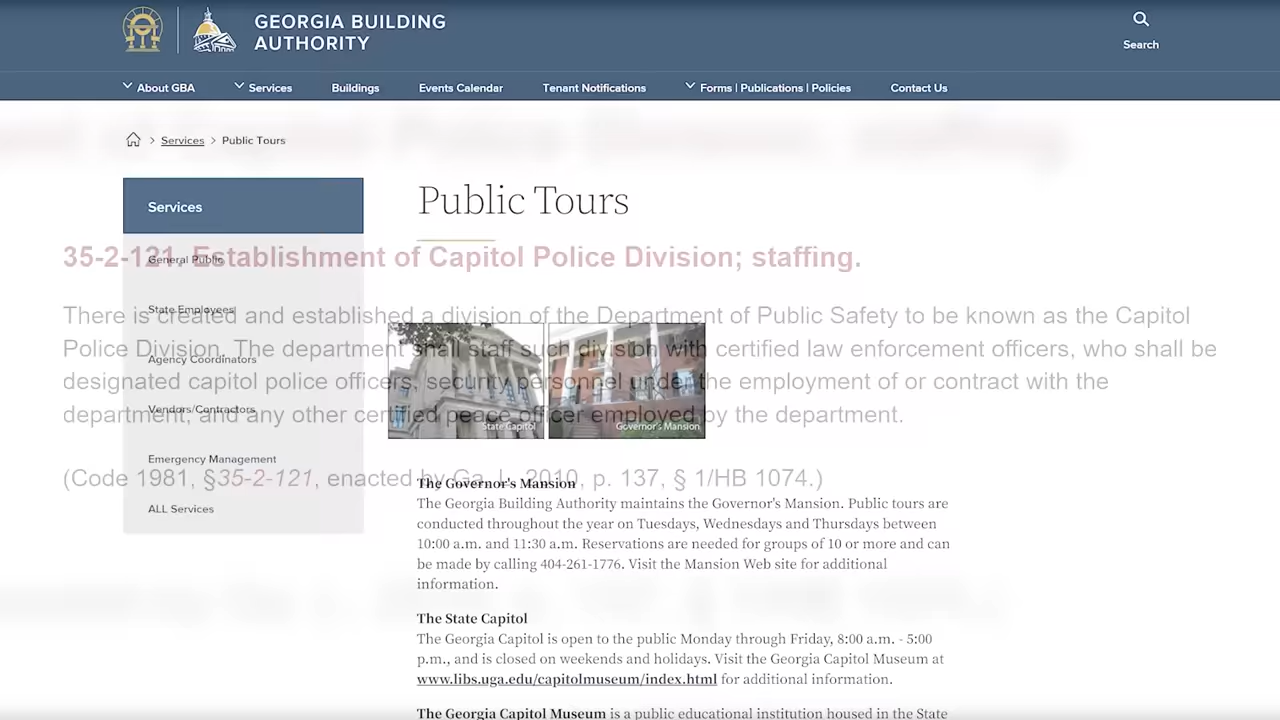 GEORGIA BUILDING
AUTHORITY
Search
About GBA
Services
Buildings
Events Calendar
Tenant Notifications
Forms | Publications | Policies
Contact Us
Services
Public Tours
Services
General Public
State Employees
Agency Coordinators
Vendors/Contractors
Emergency Management
ALL Services
Public Tours
35-2-121. Establishment of Capitol Police Division; staffing.
There is created and established a division of the Department of Public Safety to be known as the Capitol
Police Division. The department shall staff such division with certified law enforcement officers, who shall be
designated capitol police officers, security personnel under the employment of or contract with the
department, and any other certified peace officer employed by the department.
(Code 1981, §35-2-121, enacted by Ga. L. 2010, p. 137, § 1/HB 1074.)
State Capitol
Governor's Mansion
The Governor's Mansion
The Georgia Building Authority maintains the Governor's Mansion. Public tours are
conducted throughout the year on Tuesdays, Wednesdays and Thursdays between
10:00 a.m. and 11:30 a.m. Reservations are needed for groups of 10 or more and can
be made by calling 404-261-1776. Visit the Mansion Web site for additional
information.
The State Capitol
The Georgia Capitol is open to the public Monday through Friday, 8:00 a.m. - 5:00
p.m., and is closed on weekends and holidays. Visit the Georgia Capitol Museum at
www.libs.uga.edu/capitolmuseum/index.html for additional information.
The Georgia Capitol Museum is a public educational institution housed in the State